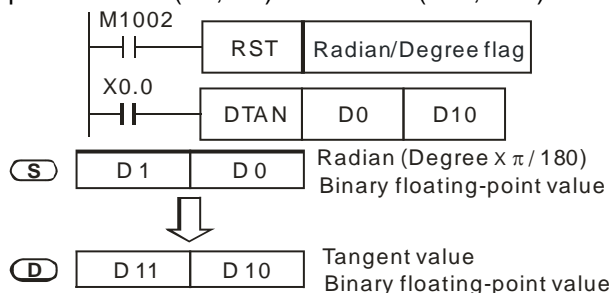 M1002
RST Radian/Degree flag
X0.0
DTAN D0 D10
S D 1 D 0 Radian (Degree x π / 180)
Binary floating-point value
D D 11 D 10 Tangent value
Binary floating-point value